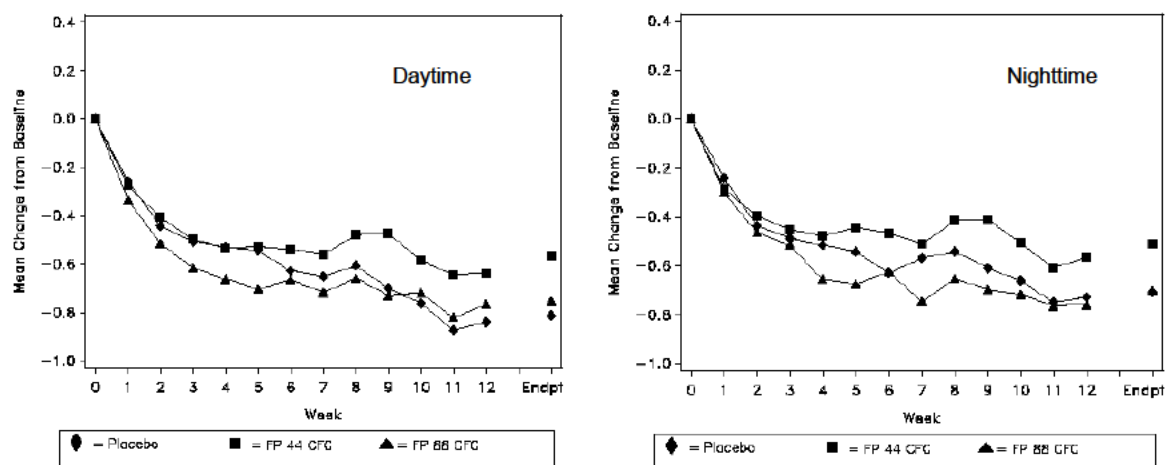 Daytime
Mean Change from Baseline
0.4
0.2
0.0
-0.2
-0.4
-0.6
-0.8
-1.0
0 1 2 3 4 5 6 7 8 9 10 11 12 Endpt
Week
= Placebo = FP 44 CFC = FP 88 CFC
Nighttime
Mean Change from Baseline
0.4
0.2
0.0
-0.2
-0.4
-0.6
-0.8
-1.0
0 1 2 3 4 5 6 7 8 9 10 11 12 Endpt
Week
= Placebo = FP 44 CFC = FP 88 CFC